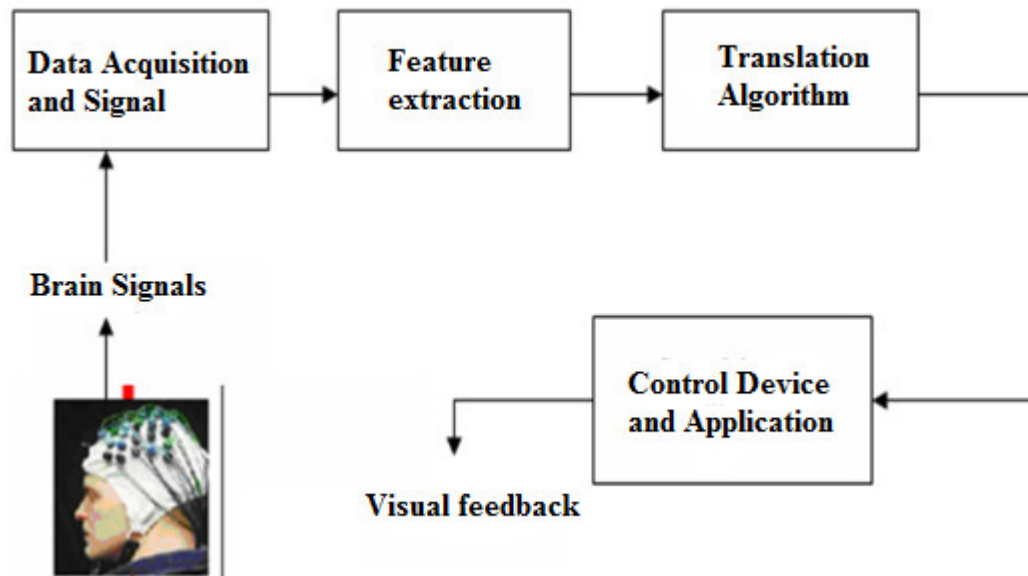 Data Acquisition
and Signal
Feature
extraction
Translation
Algorithm
Brain Signals
Control Device
and Application
Visual feedback